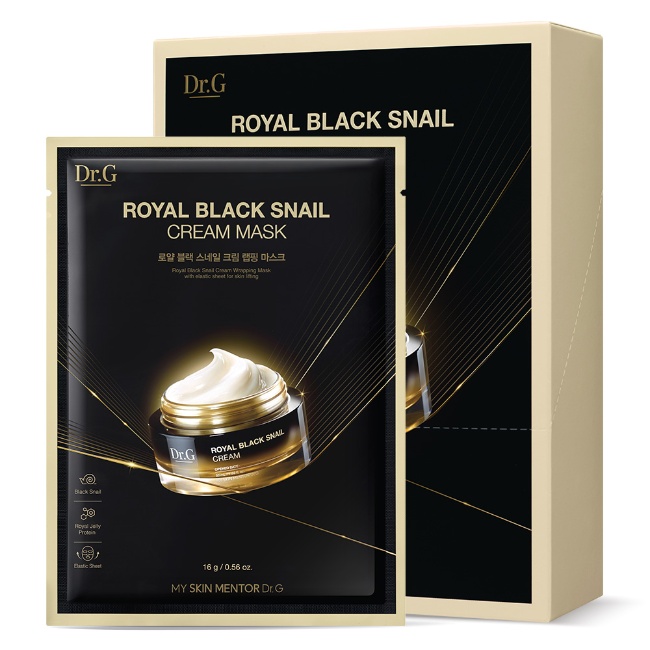 Dr.G
ROYAL BLACK SNAIL
Dr.G
ROYAL BLACK SNAIL
CREAM MASK
로얄 블랙 스네일 크림 랩핑 마스크
Royal Black Snail Cream Wrapping Mask
with elastic sheet for skin lifting
Dr.G
ROYAL BLACK SNAIL
CREAM
Black Snail
Royal Jelly
Protein
Elastic Sheet
16 g / 0.56 oz.
MY SKIN MENTOR Dr.G